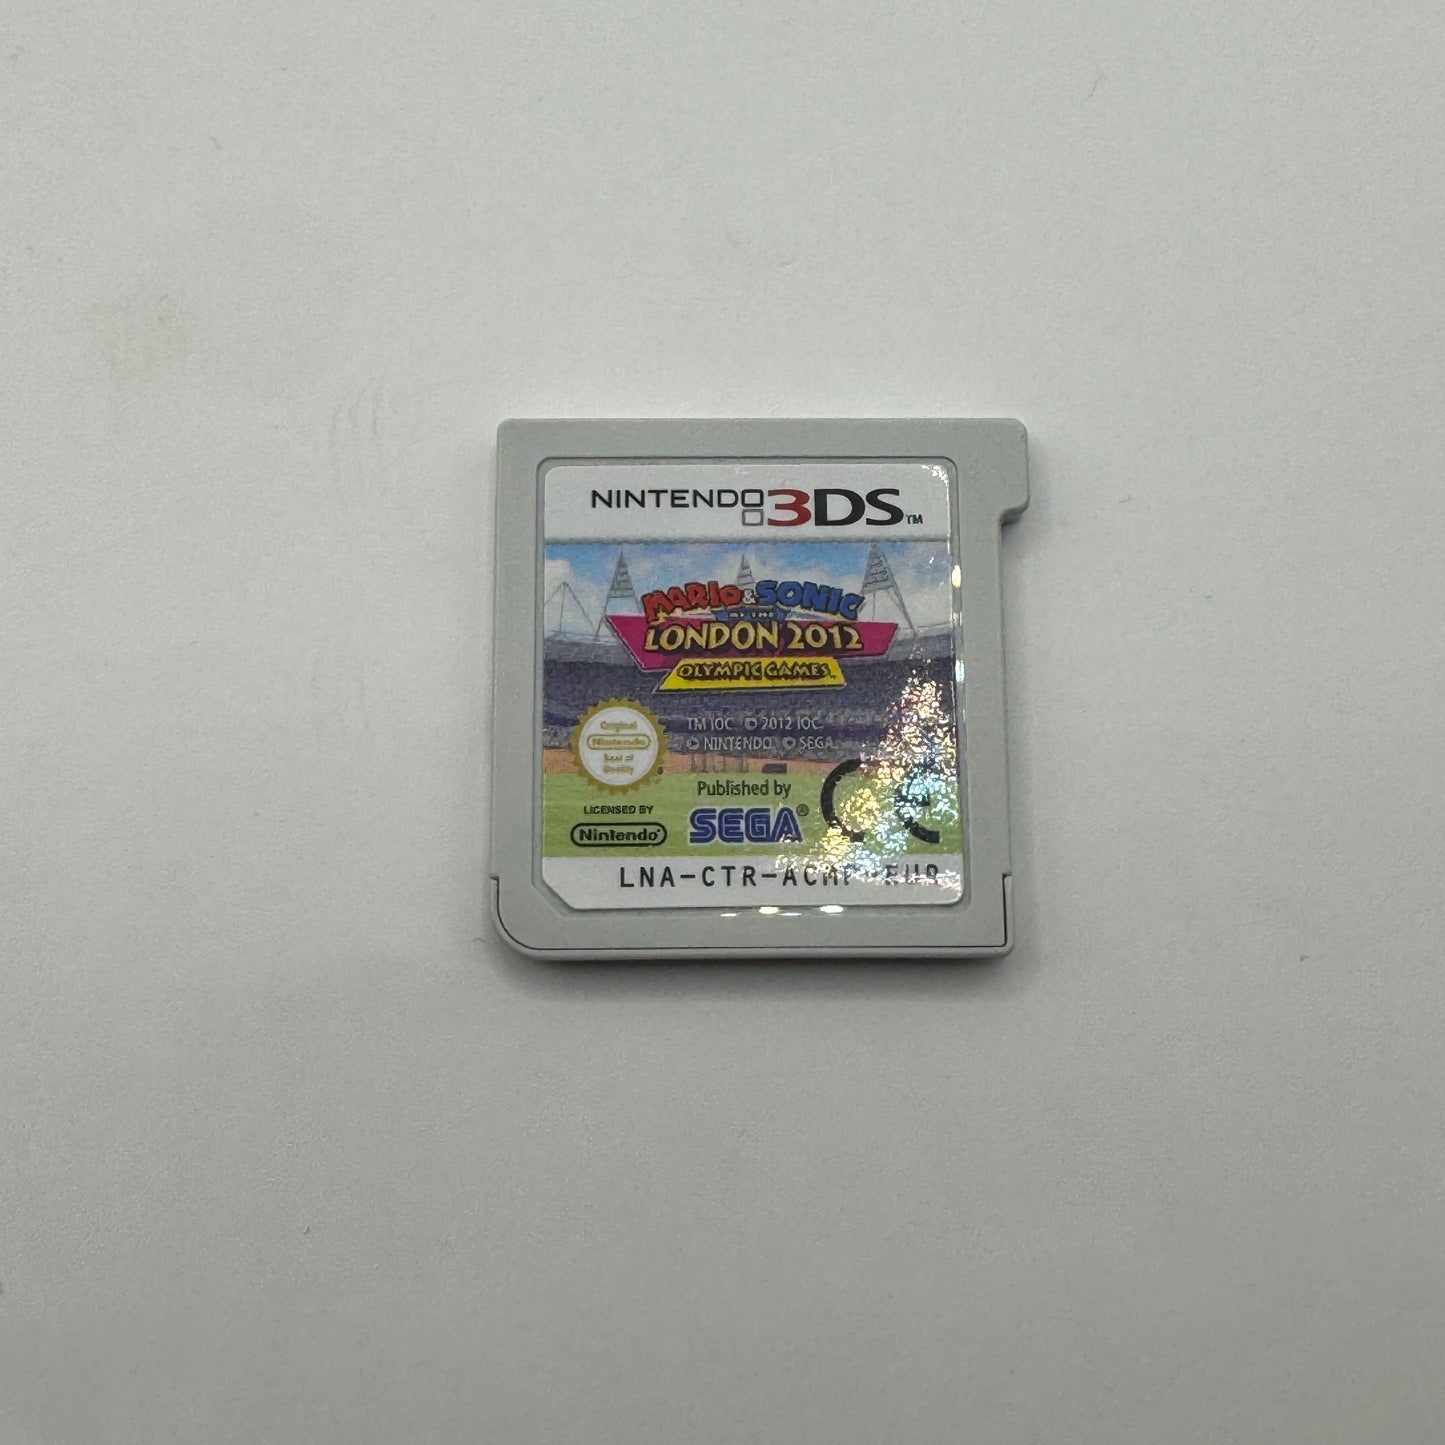 NINTENDO 3DS™
MARIO & SONIC
AT THE
LONDON 2012
OLYMPIC GAMES™
TM IOC. © 2012 IOC.
© NINTENDO. © SEGA.
Original
Nintendo
Seal of
Quality
Published by
SEGA®
LICENSED BY
Nintendo®
CE
LNA-CTR-ACMP-EUR